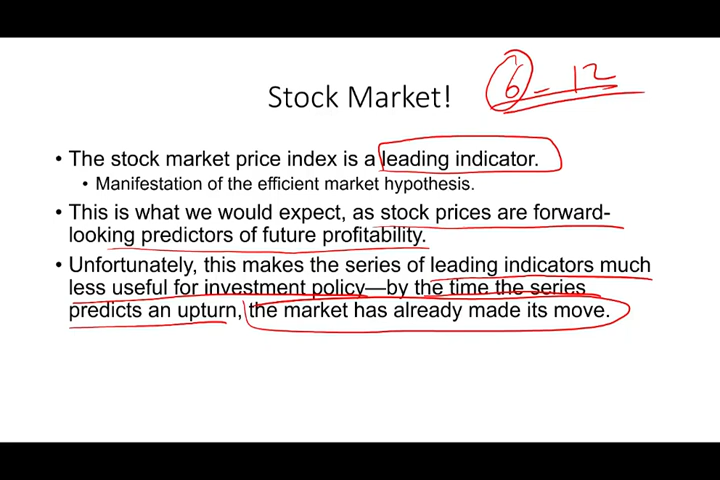 Stock Market!
6 - 12
• The stock market price index is a leading indicator.
• Manifestation of the efficient market hypothesis.
• This is what we would expect, as stock prices are forward-
looking predictors of future profitability.
• Unfortunately, this makes the series of leading indicators much
less useful for investment policy—by the time the series
predicts an upturn, the market has already made its move.